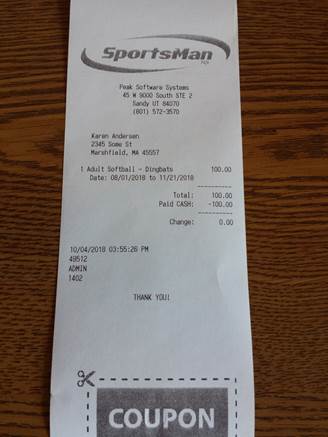 SportsMan
Peak Software Systems
45 W 9000 South STE 2
Sandy UT 84070
(801) 572-3570
Karen Andersen
2345 Some St
Marshfield, MA 45557
1 Adult Softball - Dingbats 100.00
Date: 08/01/2018 to 11/21/2018
----------
Total: 100.00
Paid CASH: -100.00
----------
Change: 0.00
10/04/2018 03:55:26 PM
49512
ADMIN
1402
THANK YOU!
COUPON